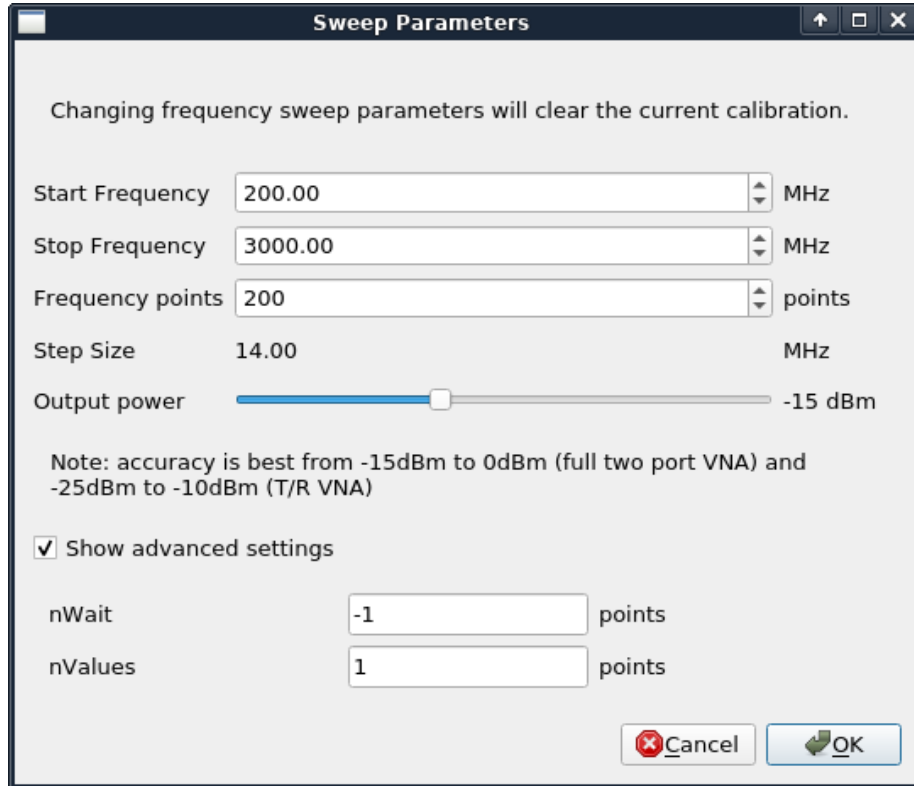 Sweep Parameters
Changing frequency sweep parameters will clear the current calibration.
Start Frequency 200.00 MHz
Stop Frequency 3000.00 MHz
Frequency points 200 points
Step Size 14.00 MHz
Output power -15 dBm
Note: accuracy is best from -15dBm to 0dBm (full two port VNA) and
-25dBm to -10dBm (T/R VNA)
Show advanced settings
nWait -1 points
nValues 1 points
Cancel OK